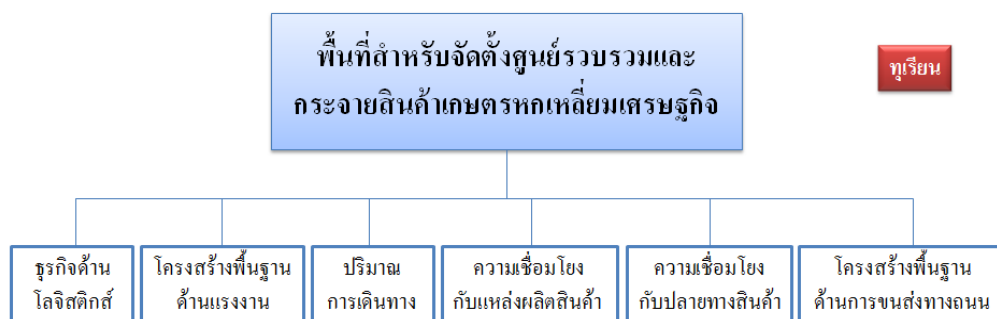 พื้นที่สำหรับจัดตั้งศูนย์รวบรวมและ
กระจายสินค้าเกษตรหกเหลี่ยมเศรษฐกิจ
ทุเรียน
ธุรกิจด้าน
โลจิสติกส์
โครงสร้างพื้นฐาน
ด้านแรงงาน
ปริมาณ
การเดินทาง
ความเชื่อมโยง
กับแหล่งผลิตสินค้า
ความเชื่อมโยง
กับปลายทางสินค้า
โครงสร้างพื้นฐาน
ด้านการขนส่งทางถนน